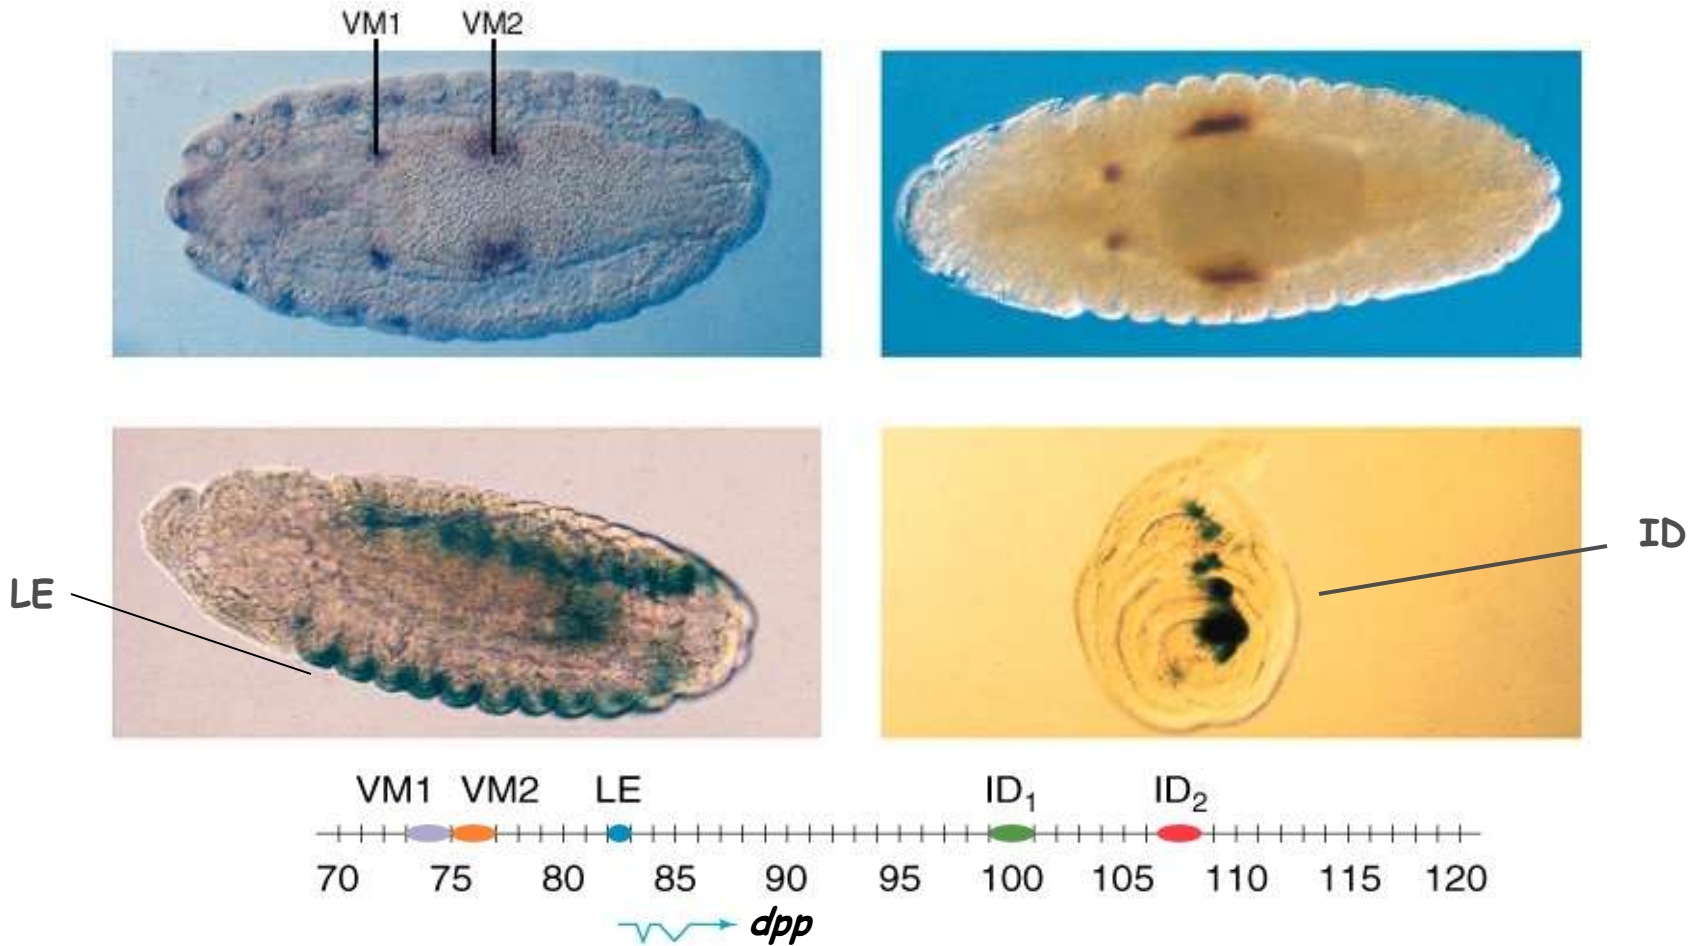 VM1 VM2
ID
LE
VM1 VM2 LE ID₁ ID₂
70 75 80 85 90 95 100 105 110 115 120
dpp